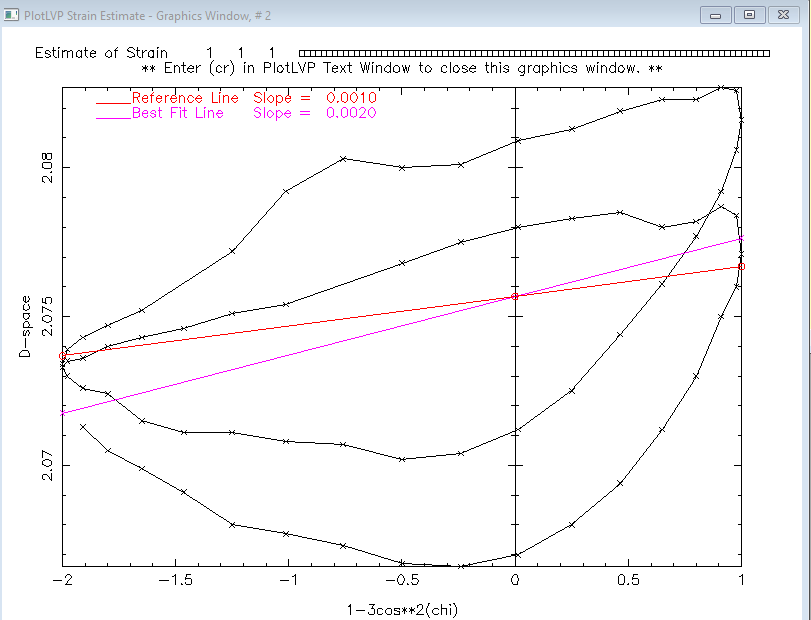 PlotLVP Strain Estimate - Graphics Window, # 2
Estimate of Strain 1 1 1
** Enter (cr) in PlotLVP Text Window to close this graphics window. **
Reference Line Slope = 0.0010
Best Fit Line Slope = 0.0020
2.08
2.075
2.07
D-space
-2 -1.5 -1 -0.5 0 0.5 1
1-3cos**2(chi)